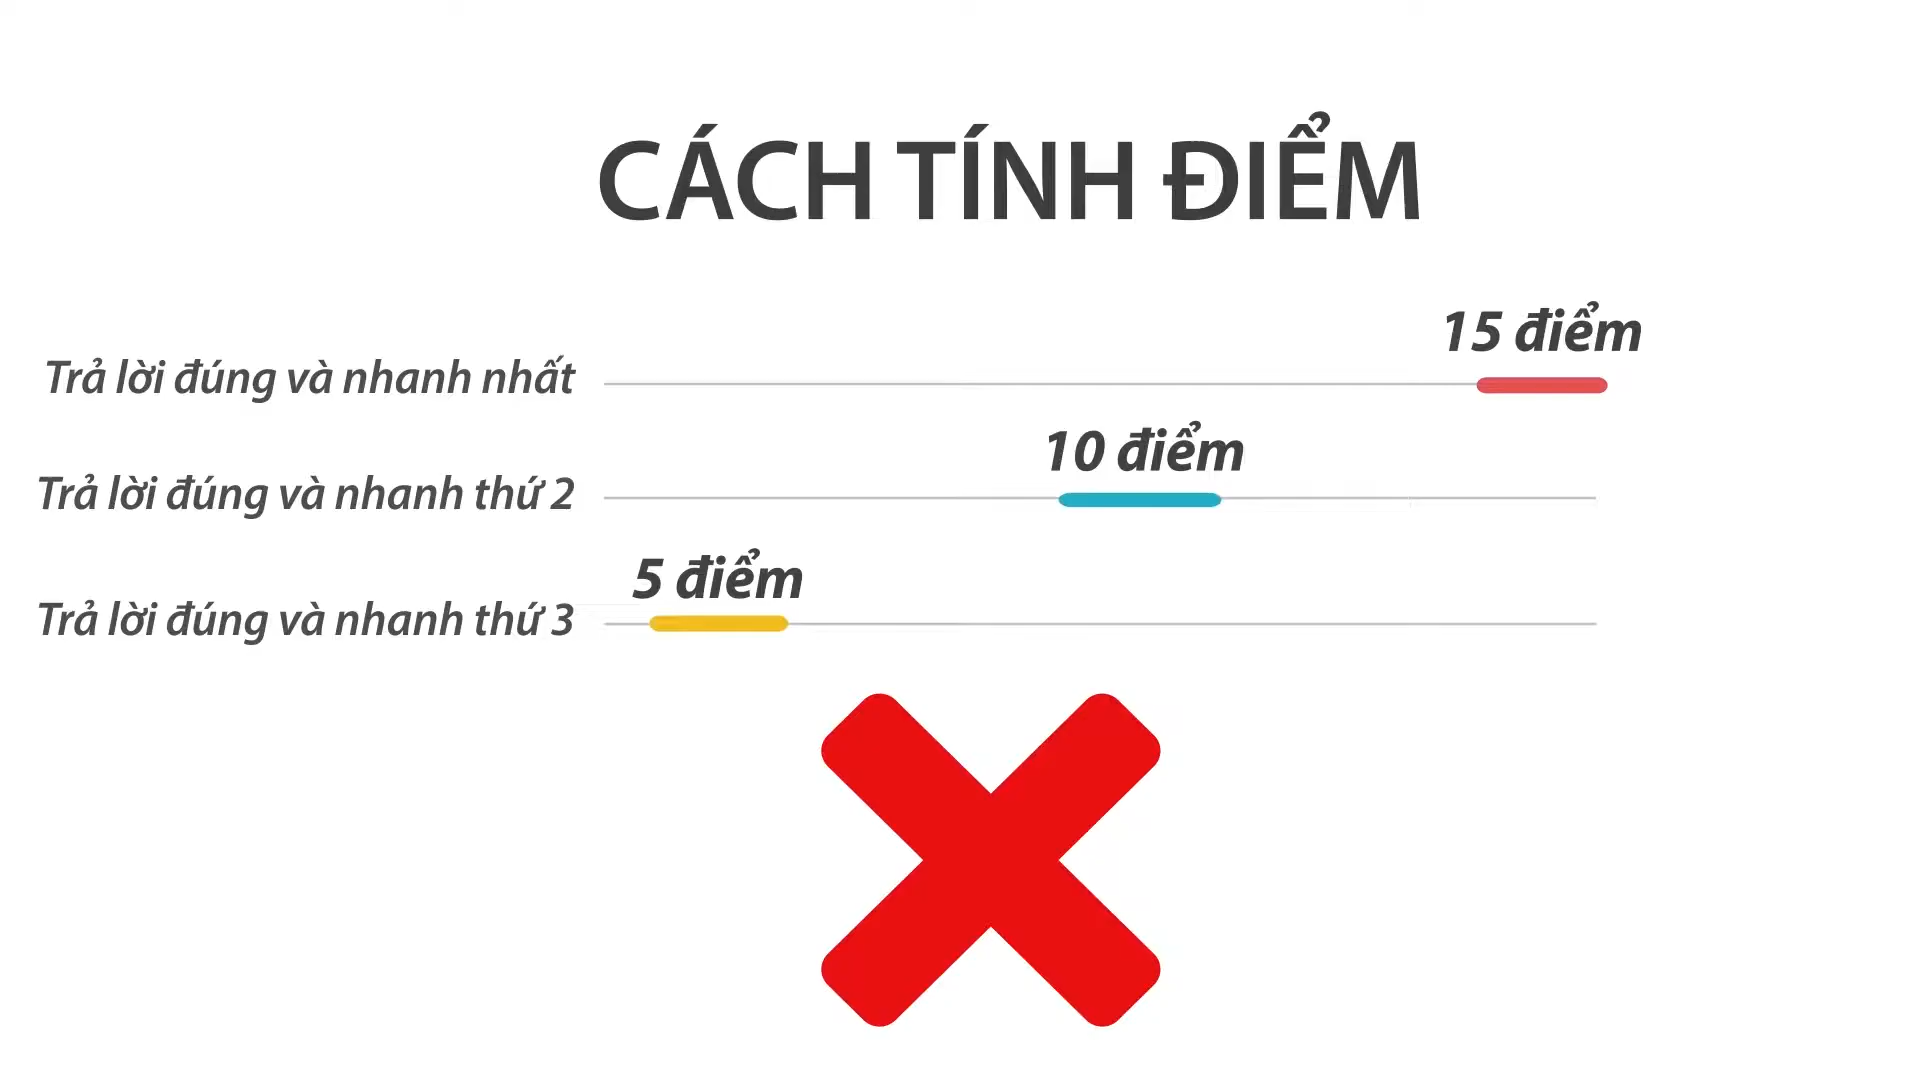 CÁCH TÍNH ĐIỂM
15 điểm
Trả lời đúng và nhanh nhất
10 điểm
Trả lời đúng và nhanh thứ 2
5 điểm
Trả lời đúng và nhanh thứ 3